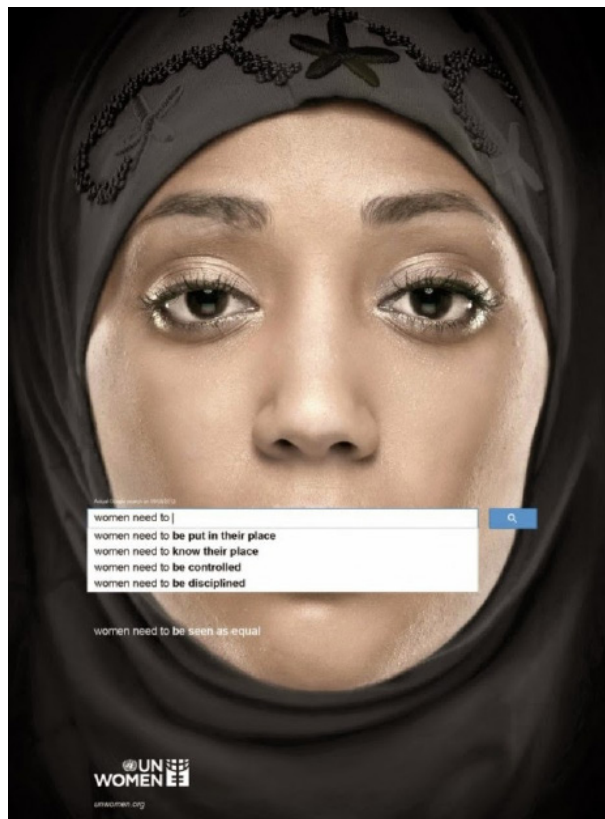 women need to
women need to be put in their place
women need to know their place
women need to be controlled
women need to be disciplined
women need to be seen as equal
UN
WOMEN
unwomen.org